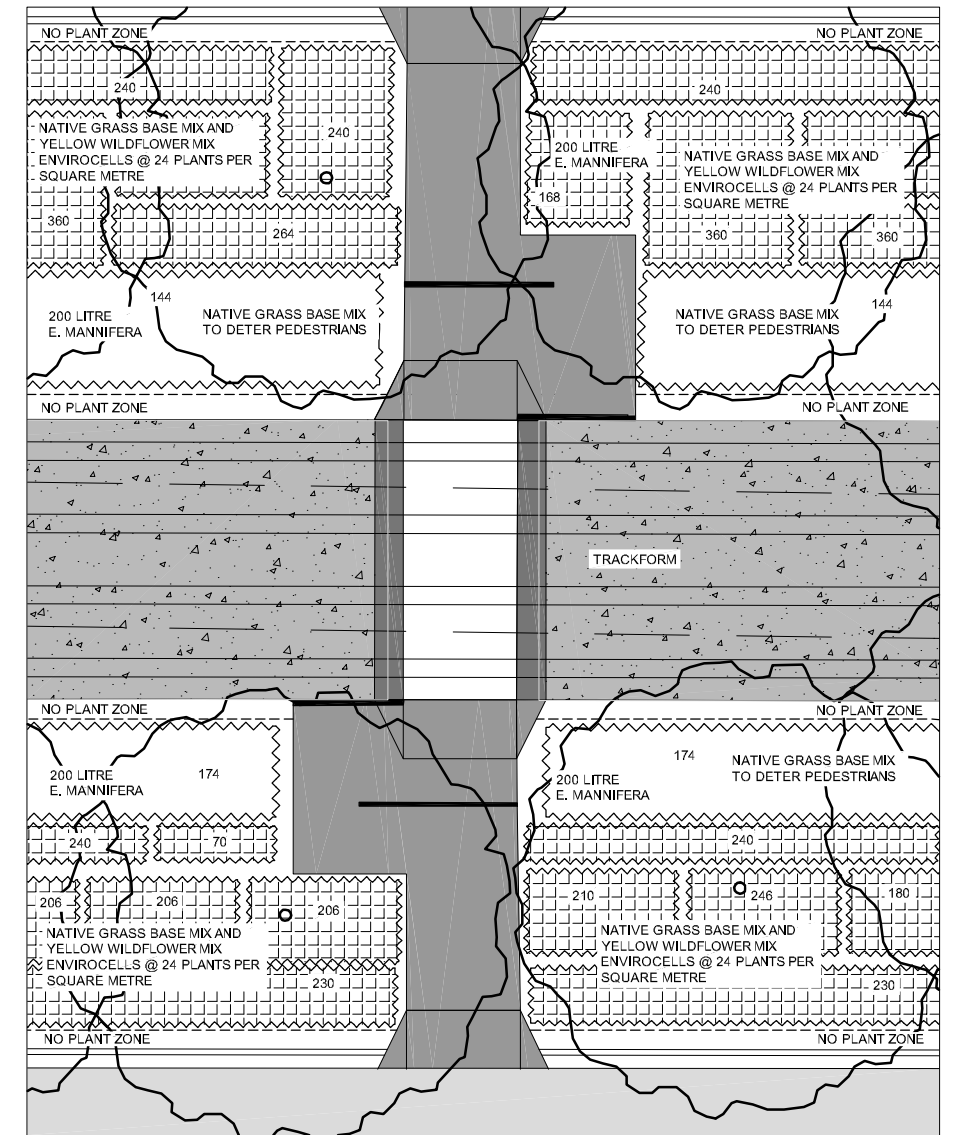 NO PLANT ZONE
NO PLANT ZONE
240
240
240
NATIVE GRASS BASE MIX AND
YELLOW WILDFLOWER MIX
ENVIROCELLS @ 24 PLANTS PER
SQUARE METRE
200 LITRE
E. MANNIFERA
168
NATIVE GRASS BASE MIX AND
YELLOW WILDFLOWER MIX
ENVIROCELLS @ 24 PLANTS PER
SQUARE METRE
360
264
360
360
144
200 LITRE
E. MANNIFERA
NATIVE GRASS BASE MIX
TO DETER PEDESTRIANS
144
NATIVE GRASS BASE MIX
TO DETER PEDESTRIANS
NO PLANT ZONE
NO PLANT ZONE
TRACKFORM
NO PLANT ZONE
NO PLANT ZONE
200 LITRE
E. MANNIFERA
174
200 LITRE
E. MANNIFERA
174
NATIVE GRASS BASE MIX
TO DETER PEDESTRIANS
240
70
240
206
206
206
210
246
180
NATIVE GRASS BASE MIX AND
YELLOW WILDFLOWER MIX
ENVIROCELLS @ 24 PLANTS PER
SQUARE METRE
230
NATIVE GRASS BASE MIX AND
YELLOW WILDFLOWER MIX
ENVIROCELLS @ 24 PLANTS PER
SQUARE METRE
230
NO PLANT ZONE
NO PLANT ZONE